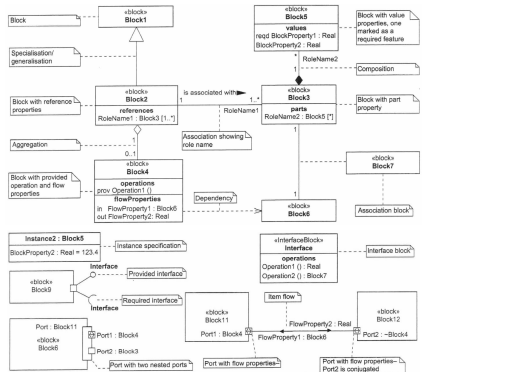 Block
«block»
Block1
Specialisation/
generalisation
«block»
Block2
references
RoleName1 : Block3 [1..*]
Block with reference
properties
is associated with
1
1..*
RoleName1
Association showing
role name
Aggregation
1
0..1
«block»
Block4
operations
prov Operation1 ()
flowProperties
in FlowProperty1 : Block6
out FlowProperty2: Real
Block with provided
operation and flow
properties
Dependency
«block»
Block5
values
reqd BlockProperty1 : Real
BlockProperty2 : Real
Block with value
properties, one
marked as a
required feature
*
RoleName2
1
Composition
«block»
Block3
parts
RoleName2 : Block5 [*]
Block with part
property
1
1
«block»
Block6
«block»
Block7
Association block
Instance2 : Block5
BlockProperty2 : Real = 123.4
Instance specification
«block»
Block9
Interface
Provided interface
Required interface
Interface
«InterfaceBlock»
Interface
operations
Operation1 () : Real
Operation2 () : Block7
Interface block
Port : Block11
«block»
Block6
Port1 : Block4
Port2 : Block3
Port with two nested ports
«block»
Block11
Port1 : Block4
Item flow
FlowProperty2 : Real
FlowProperty1 : Block6
«block»
Block12
Port2 : ~Block4
Port with flow properties
Port with flow properties–
Port2 is conjugated